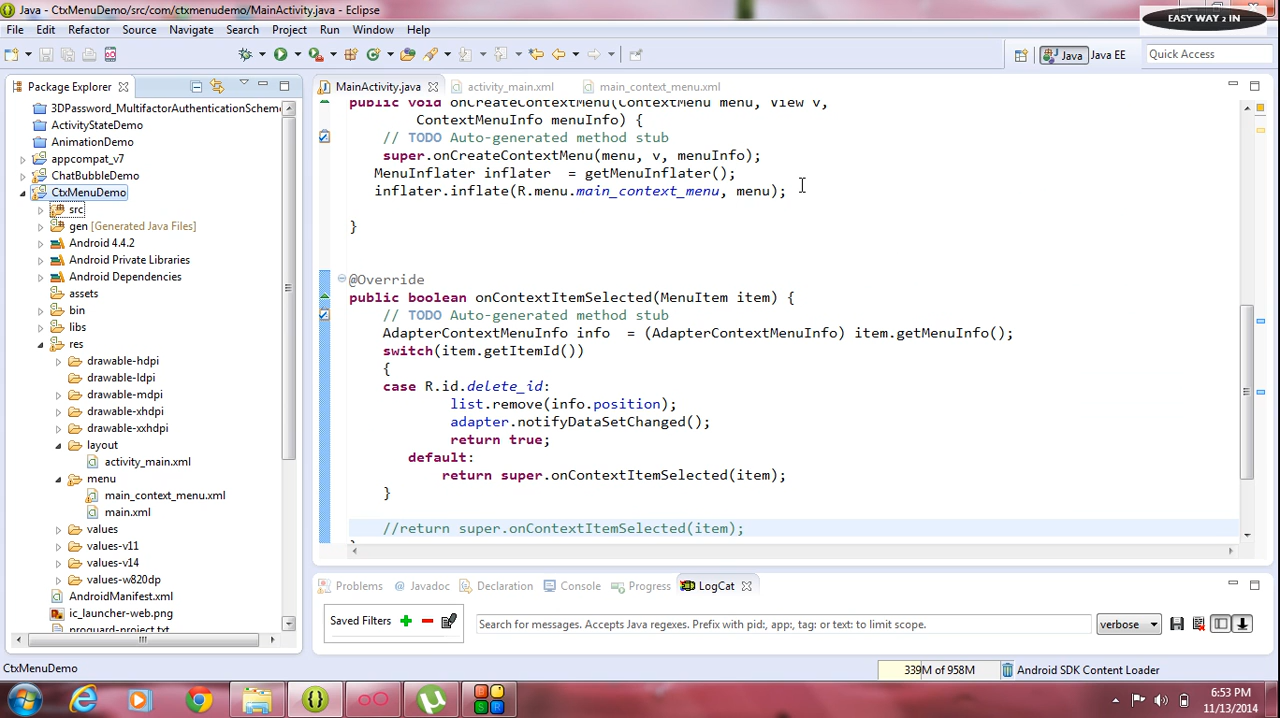 Java - CtxMenuDemo/src/com/ctxmenudemo/MainActivity.java - Eclipse
EASY WAY 2 IN
File Edit Refactor Source Navigate Search Project Run Window Help
Java Java EE Quick Access
Package Explorer
3DPassword_MultifactorAuthenticationScheme
ActivityStateDemo
AnimationDemo
appcompat_v7
ChatBubbleDemo
CtxMenuDemo
src
gen [Generated Java Files]
Android 4.4.2
Android Private Libraries
Android Dependencies
assets
bin
libs
res
drawable-hdpi
drawable-ldpi
drawable-mdpi
drawable-xhdpi
drawable-xxhdpi
layout
activity_main.xml
menu
main_context_menu.xml
main.xml
values
values-v11
values-v14
values-w820dp
AndroidManifest.xml
ic_launcher-web.png
proguard-project.txt
MainActivity.java activity_main.xml main_context_menu.xml
public void onCreateContextMenu(ContextMenu menu, View v,
ContextMenuInfo menuInfo) {
// TODO Auto-generated method stub
super.onCreateContextMenu(menu, v, menuInfo);
MenuInflater inflater = getMenuInflater();
inflater.inflate(R.menu.main_context_menu, menu);
}
@Override
public boolean onContextItemSelected(MenuItem item) {
// TODO Auto-generated method stub
AdapterContextMenuInfo info = (AdapterContextMenuInfo) item.getMenuInfo();
switch(item.getItemId())
{
case R.id.delete_id:
list.remove(info.position);
adapter.notifyDataSetChanged();
return true;
default:
return super.onContextItemSelected(item);
}
//return super.onContextItemSelected(item);
Problems Javadoc Declaration Console Progress LogCat
Saved Filters
Search for messages. Accepts Java regexes. Prefix with pid:, app:, tag: or text: to limit scope.
verbose
CtxMenuDemo
339M of 958M
Android SDK Content Loader
6:53 PM
11/13/2014